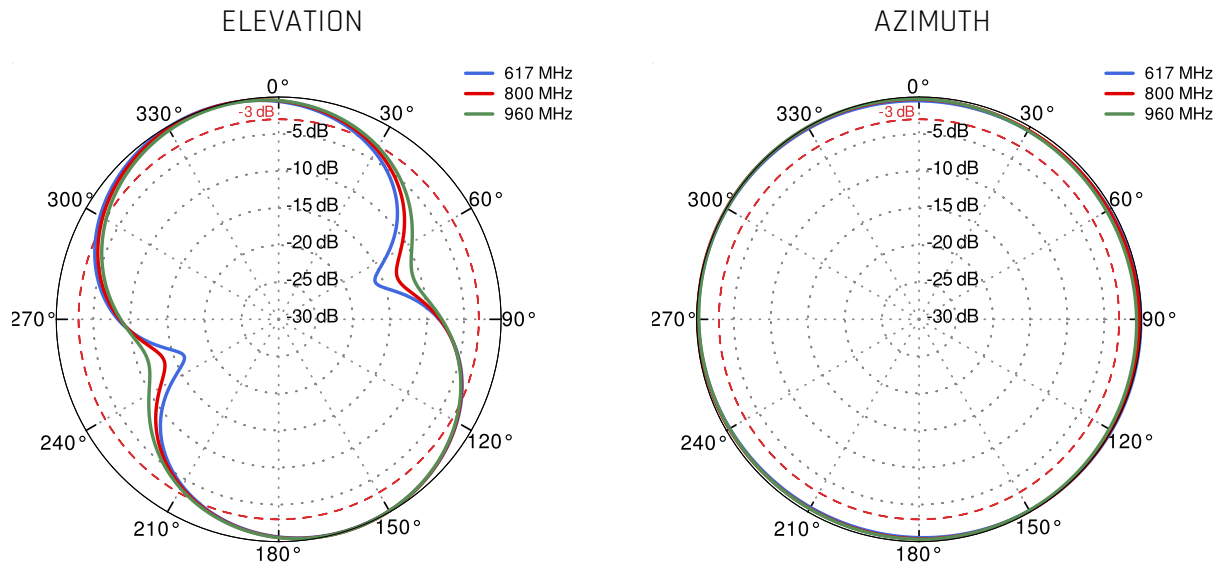 ELEVATION
617 MHz
800 MHz
960 MHz
0°
30°
60°
90°
120°
150°
180°
210°
240°
270°
300°
330°
-3 dB
-5 dB
-10 dB
-15 dB
-20 dB
-25 dB
-30 dB
AZIMUTH
617 MHz
800 MHz
960 MHz
0°
30°
60°
90°
120°
150°
180°
210°
240°
270°
300°
330°
-3 dB
-5 dB
-10 dB
-15 dB
-20 dB
-25 dB
-30 dB